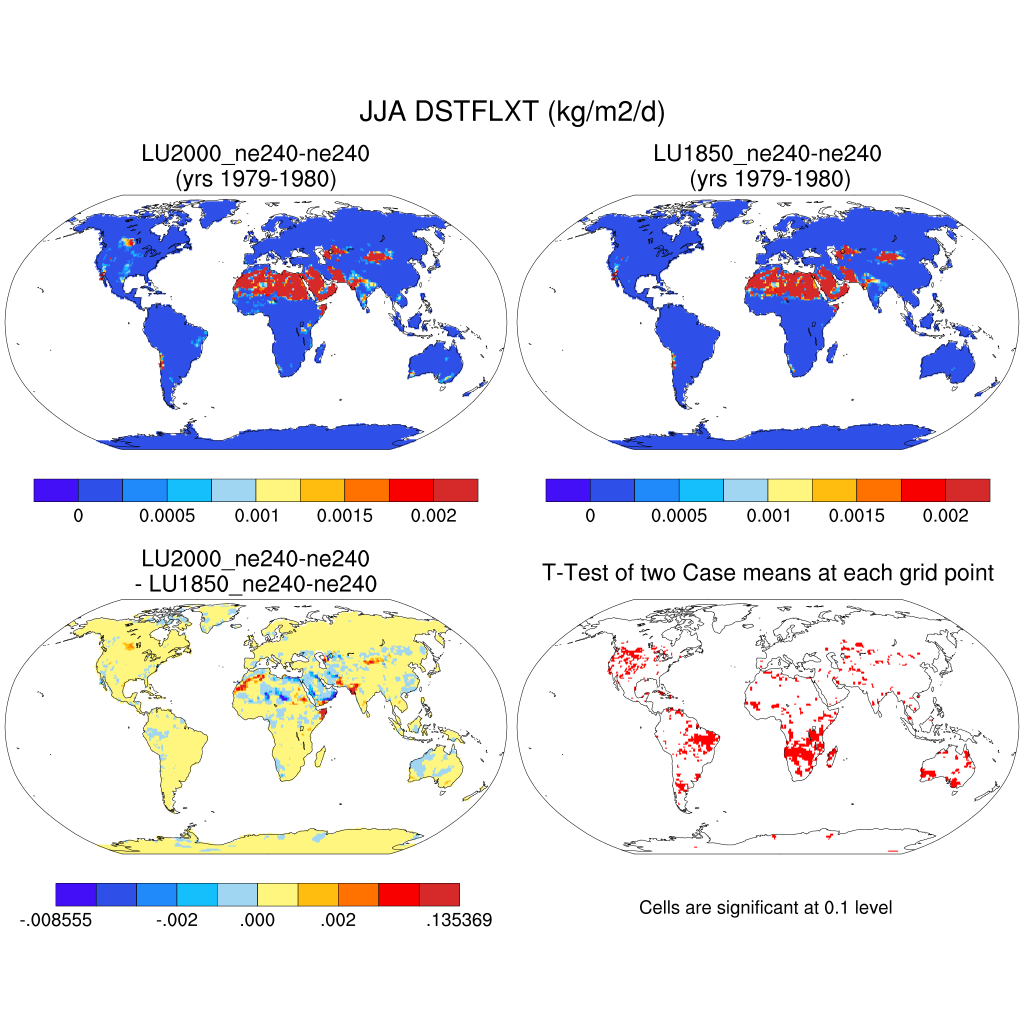 JJA DSTFLXT (kg/m2/d)
LU2000_ne240-ne240
(yrs 1979-1980)
LU1850_ne240-ne240
(yrs 1979-1980)
0 0.0005 0.001 0.0015 0.002
0 0.0005 0.001 0.0015 0.002
LU2000_ne240-ne240
- LU1850_ne240-ne240
T-Test of two Case means at each grid point
-.008555 -.002 .000 .002 .135369
Cells are significant at 0.1 level